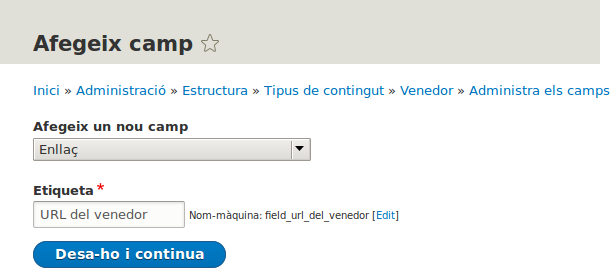 Afegeix camp
Inici » Administració » Estructura » Tipus de contingut » Venedor » Administra els camps
Afegeix un nou camp
Enllaç
Etiqueta*
URL del venedor Nom-màquina: field_url_del_venedor [Edit]
Desa-ho i continua